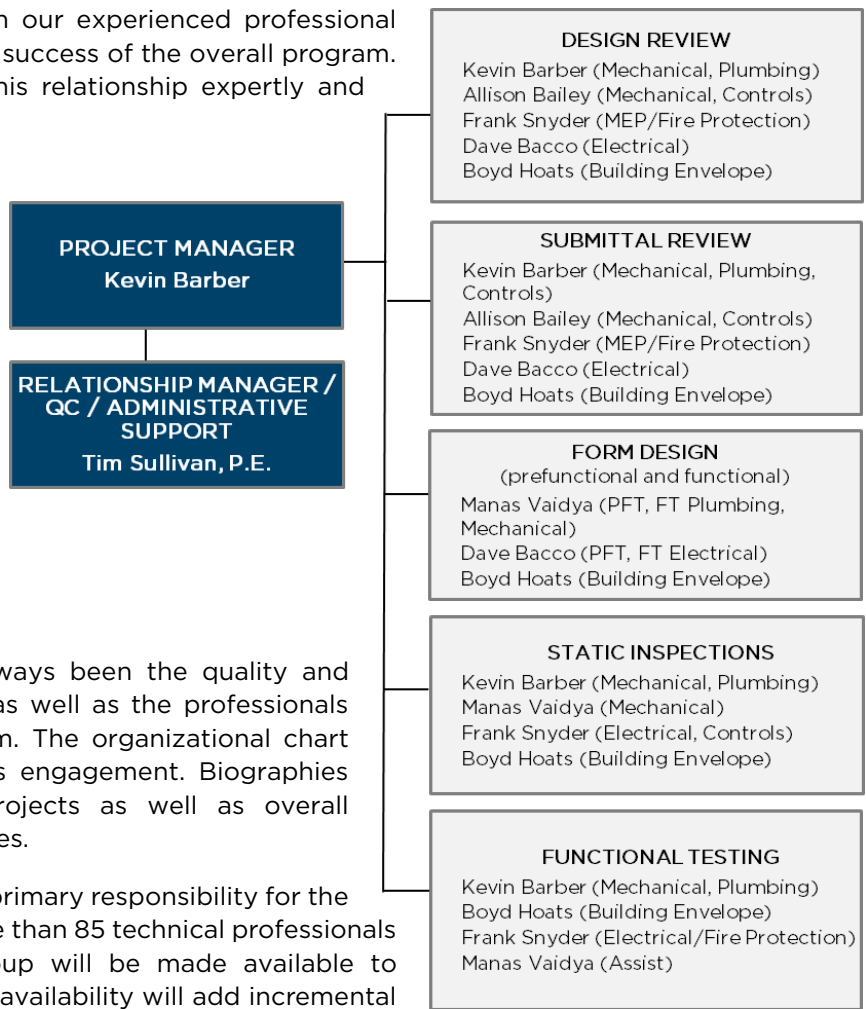 n our experienced professional
success of the overall program.
his relationship expertly and
PROJECT MANAGER
Kevin Barber
RELATIONSHIP MANAGER /
QC / ADMINISTRATIVE
SUPPORT
Tim Sullivan, P.E.
ways been the quality and
as well as the professionals
m. The organizational chart
s engagement. Biographies
rojects as well as overall
es.
primary responsibility for the
e than 85 technical professionals
oup will be made available to
availability will add incremental
DESIGN REVIEW
Kevin Barber (Mechanical, Plumbing)
Allison Bailey (Mechanical, Controls)
Frank Snyder (MEP/Fire Protection)
Dave Bacco (Electrical)
Boyd Hoats (Building Envelope)
SUBMITTAL REVIEW
Kevin Barber (Mechanical, Plumbing,
Controls)
Allison Bailey (Mechanical, Controls)
Frank Snyder (MEP/Fire Protection)
Dave Bacco (Electrical)
Boyd Hoats (Building Envelope)
FORM DESIGN
(prefunctional and functional)
Manas Vaidya (PFT, FT Plumbing,
Mechanical)
Dave Bacco (PFT, FT Electrical)
Boyd Hoats (Building Envelope)
STATIC INSPECTIONS
Kevin Barber (Mechanical, Plumbing)
Manas Vaidya (Mechanical)
Frank Snyder (Electrical, Controls)
Boyd Hoats (Building Envelope)
FUNCTIONAL TESTING
Kevin Barber (Mechanical, Plumbing)
Boyd Hoats (Building Envelope)
Frank Snyder (Electrical/Fire Protection)
Manas Vaidya (Assist)